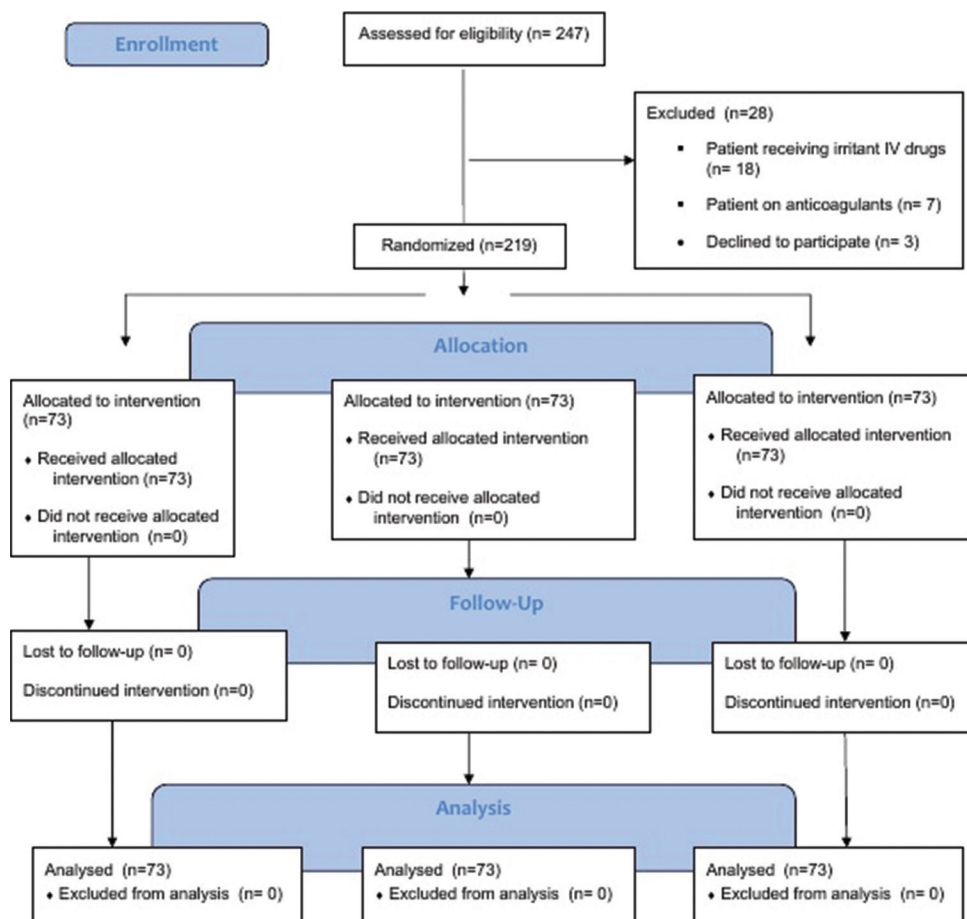 Enrollment
Assessed for eligibility (n= 247)
Excluded (n=28)
▪ Patient receiving irritant IV drugs
(n= 18)
▪ Patient on anticoagulants (n= 7)
• Declined to participate (n= 3)
Randomized (n=219)
Allocation
Allocated to intervention
(n=73)
♦ Received allocated
intervention (n=73)
♦ Did not receive allocated
intervention (n=0)
Allocated to intervention (n=73)
♦ Received allocated intervention
(n=73)
♦ Did not receive allocated
intervention (n=0)
Allocated to intervention (n=73)
♦ Received allocated intervention
(n=73)
♦ Did not receive allocated
intervention (n=0)
Follow-Up
Lost to follow-up (n= 0)
Discontinued intervention (n=0)
Lost to follow-up (n= 0)
Discontinued intervention (n=0)
Lost to follow-up (n= 0)
Discontinued intervention (n=0)
Analysis
Analysed (n=73)
♦ Excluded from analysis (n= 0)
Analysed (n=73)
♦ Excluded from analysis (n= 0)
Analysed (n=73)
♦ Excluded from analysis (n= 0)